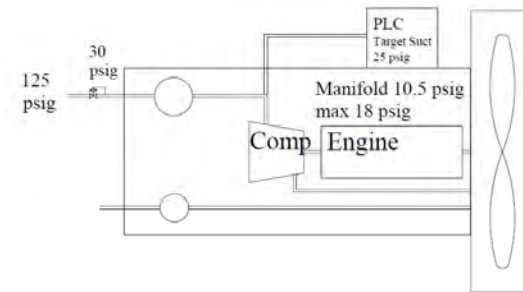 PLC
Target Suct
25 psig
30
psig
125
psig
Manifold 10.5 psig
max 18 psig
Comp
Engine